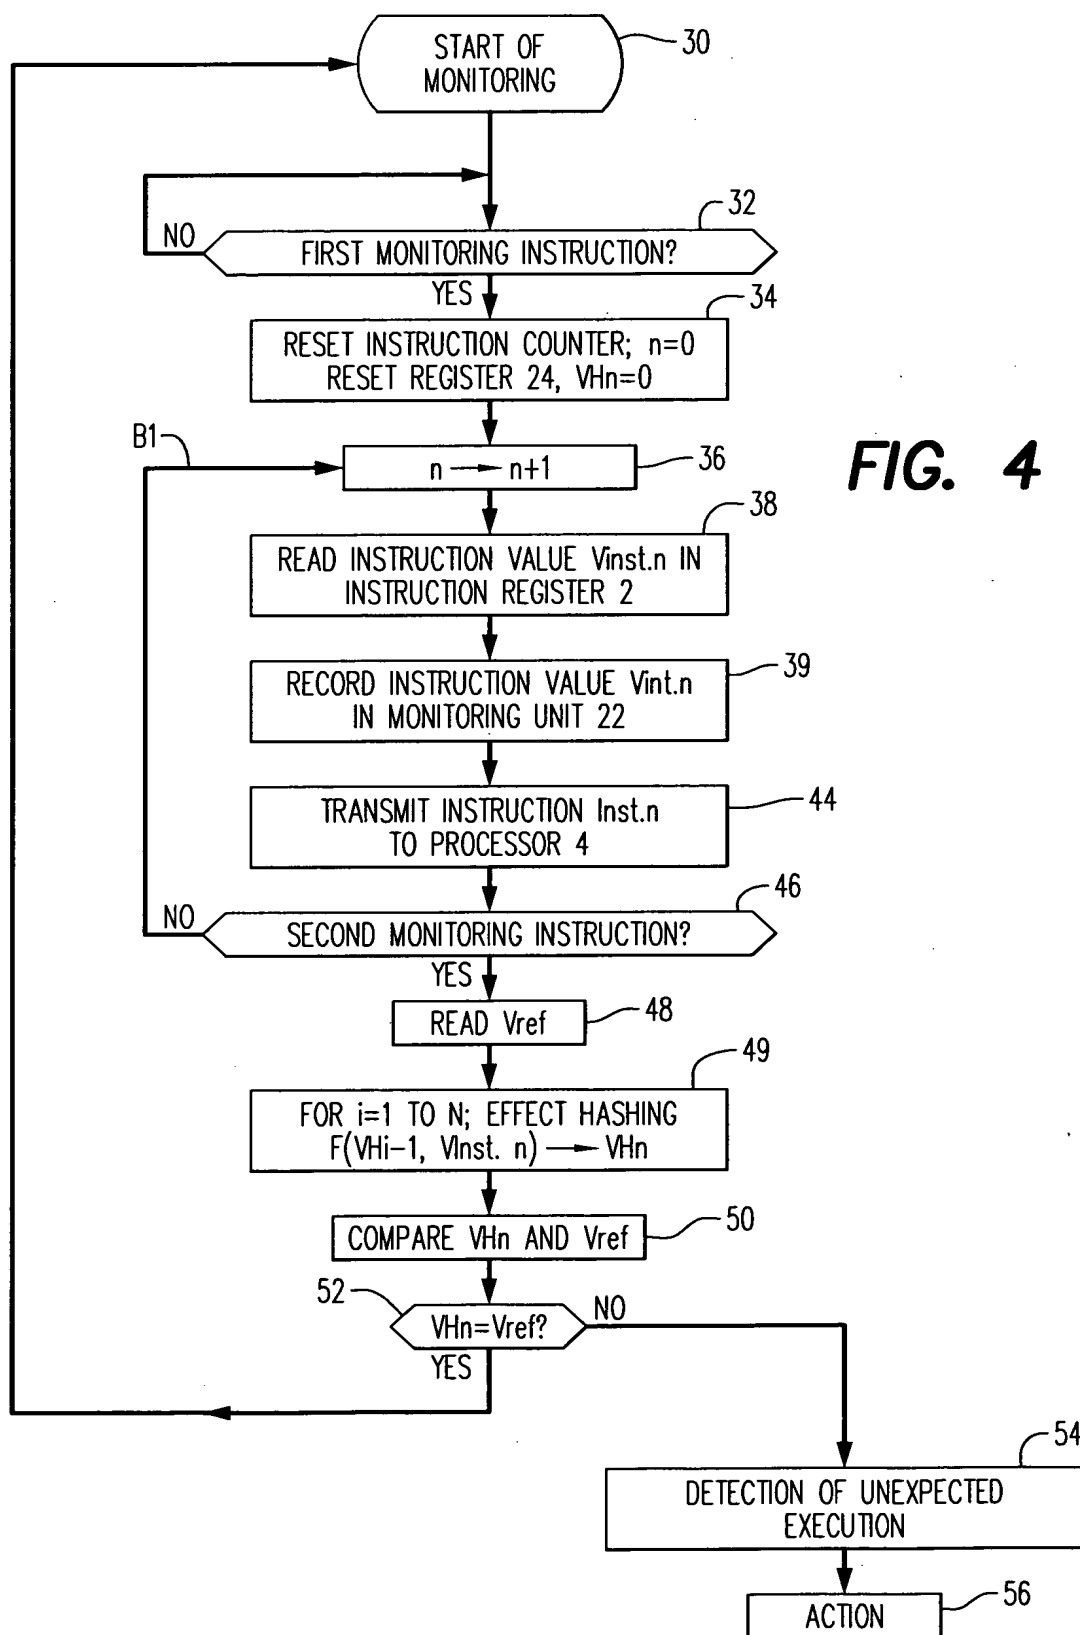 START OF
MONITORING
30
32
NO
FIRST MONITORING INSTRUCTION?
YES
34
RESET INSTRUCTION COUNTER; n=0
RESET REGISTER 24, VHn=0
B1
n → n+1
36
FIG. 4
38
READ INSTRUCTION VALUE Vinst.n IN
INSTRUCTION REGISTER 2
39
RECORD INSTRUCTION VALUE Vint.n
IN MONITORING UNIT 22
44
TRANSMIT INSTRUCTION Inst.n
TO PROCESSOR 4
46
NO
SECOND MONITORING INSTRUCTION?
YES
READ Vref
48
49
FOR i=1 TO N; EFFECT HASHING
F(VHi-1, VInst. n) → VHn
50
COMPARE VHn AND Vref
52
VHn=Vref?
NO
YES
54
DETECTION OF UNEXPECTED
EXECUTION
56
ACTION